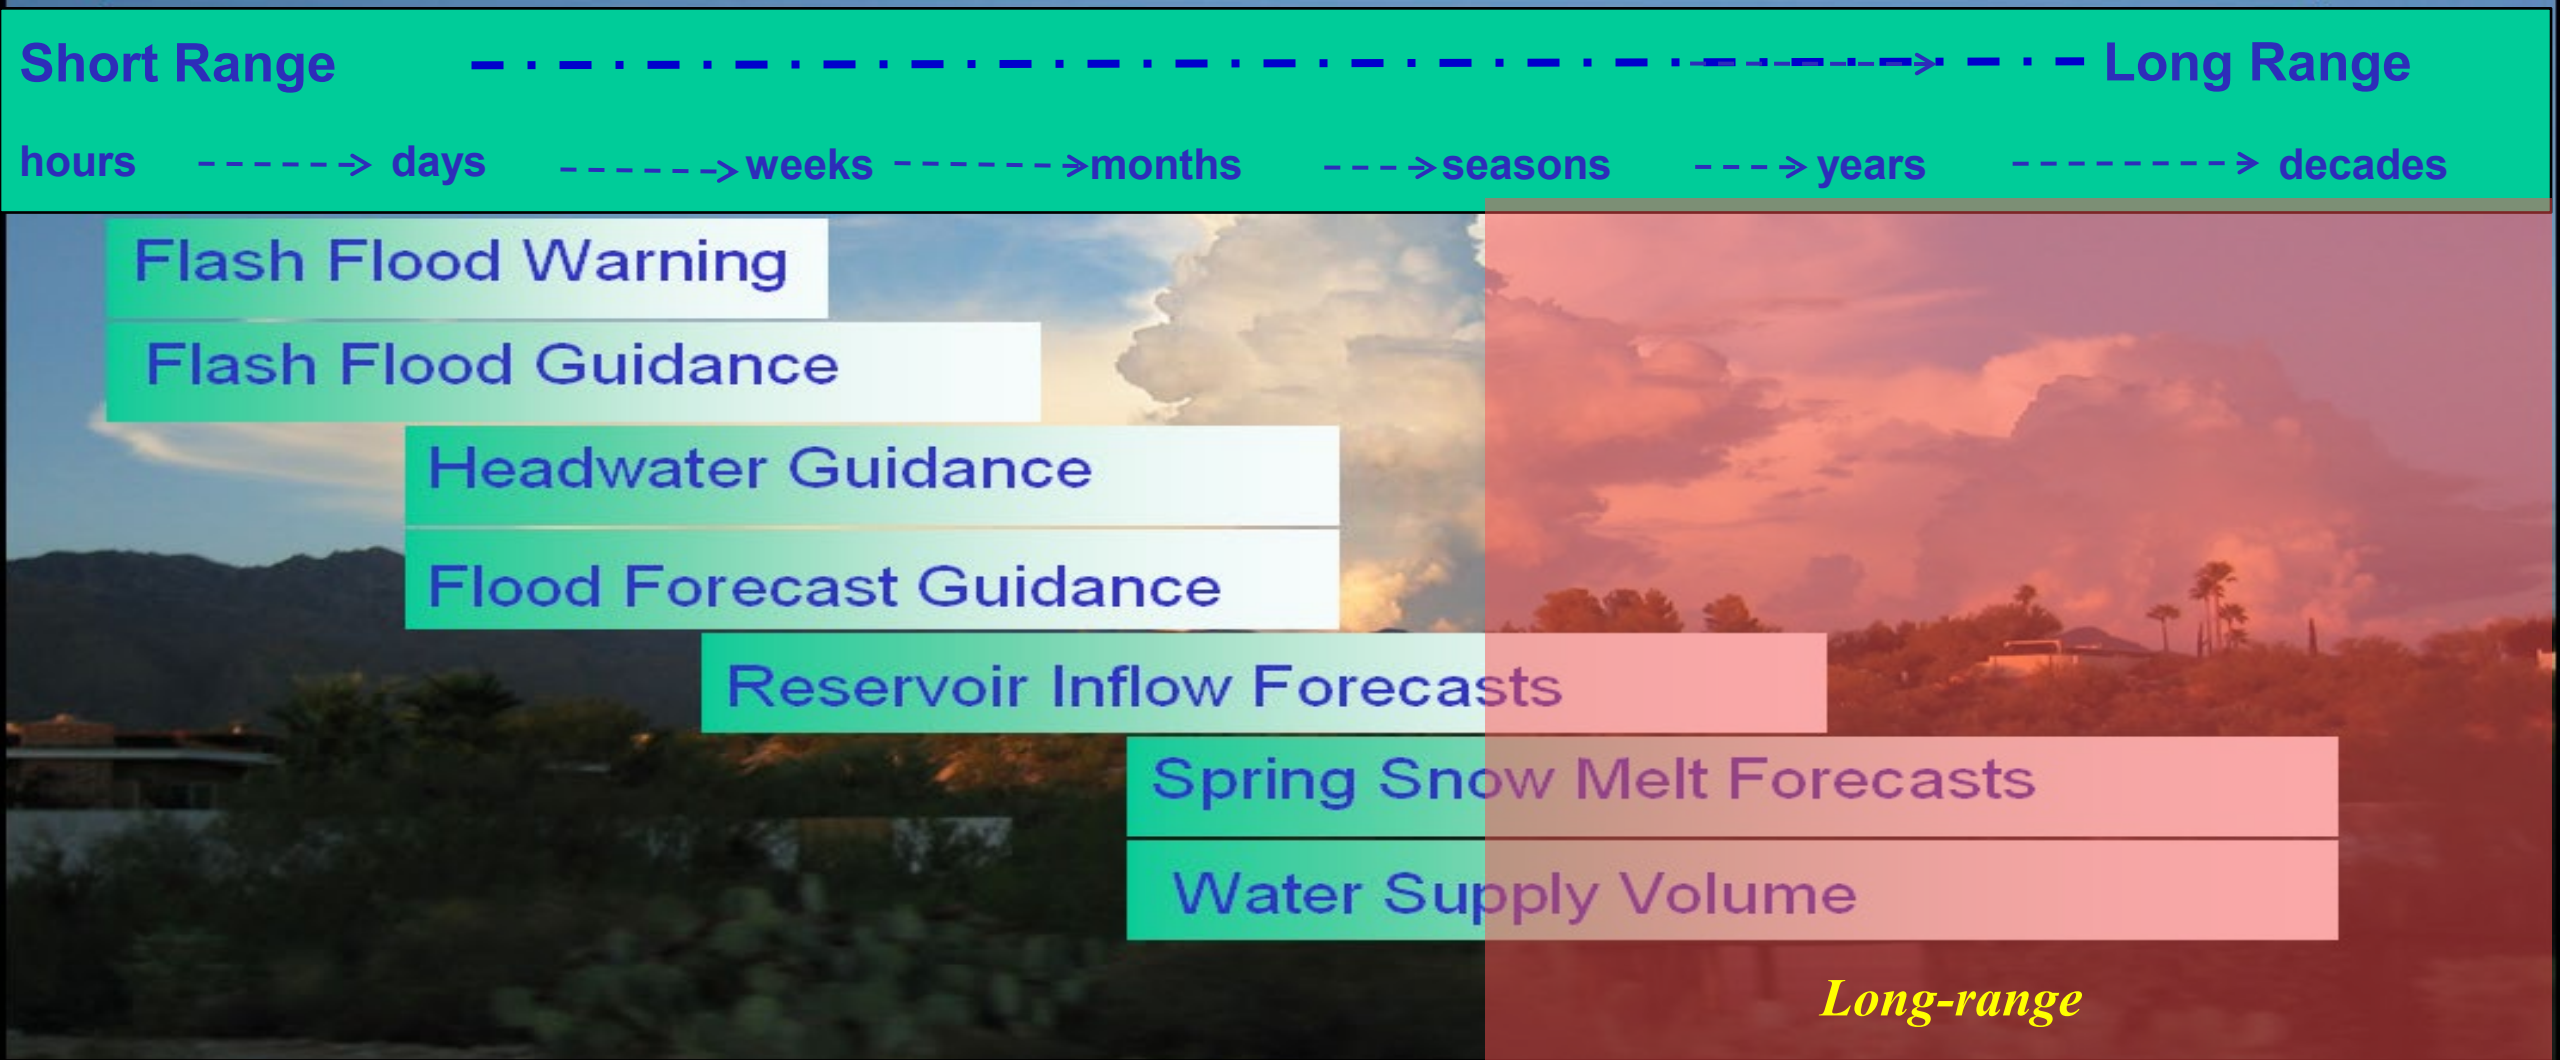 Short Range Long Range
hours days weeks months seasons years decades
Flash Flood Warning
Flash Flood Guidance
Headwater Guidance
Flood Forecast Guidance
Reservoir Inflow Forecasts
Spring Snow Melt Forecasts
Water Supply Volume
Long-range